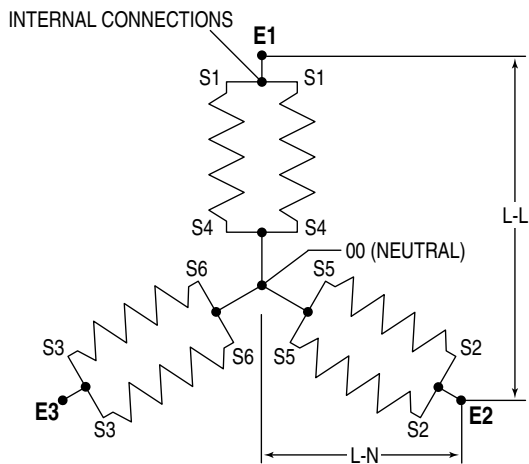 INTERNAL CONNECTIONS
E1
S1 S1
L-L
S4 S4
00 (NEUTRAL)
S6 S5
S3 S6 S5 S2
E3 S3 S2 E2
L-N